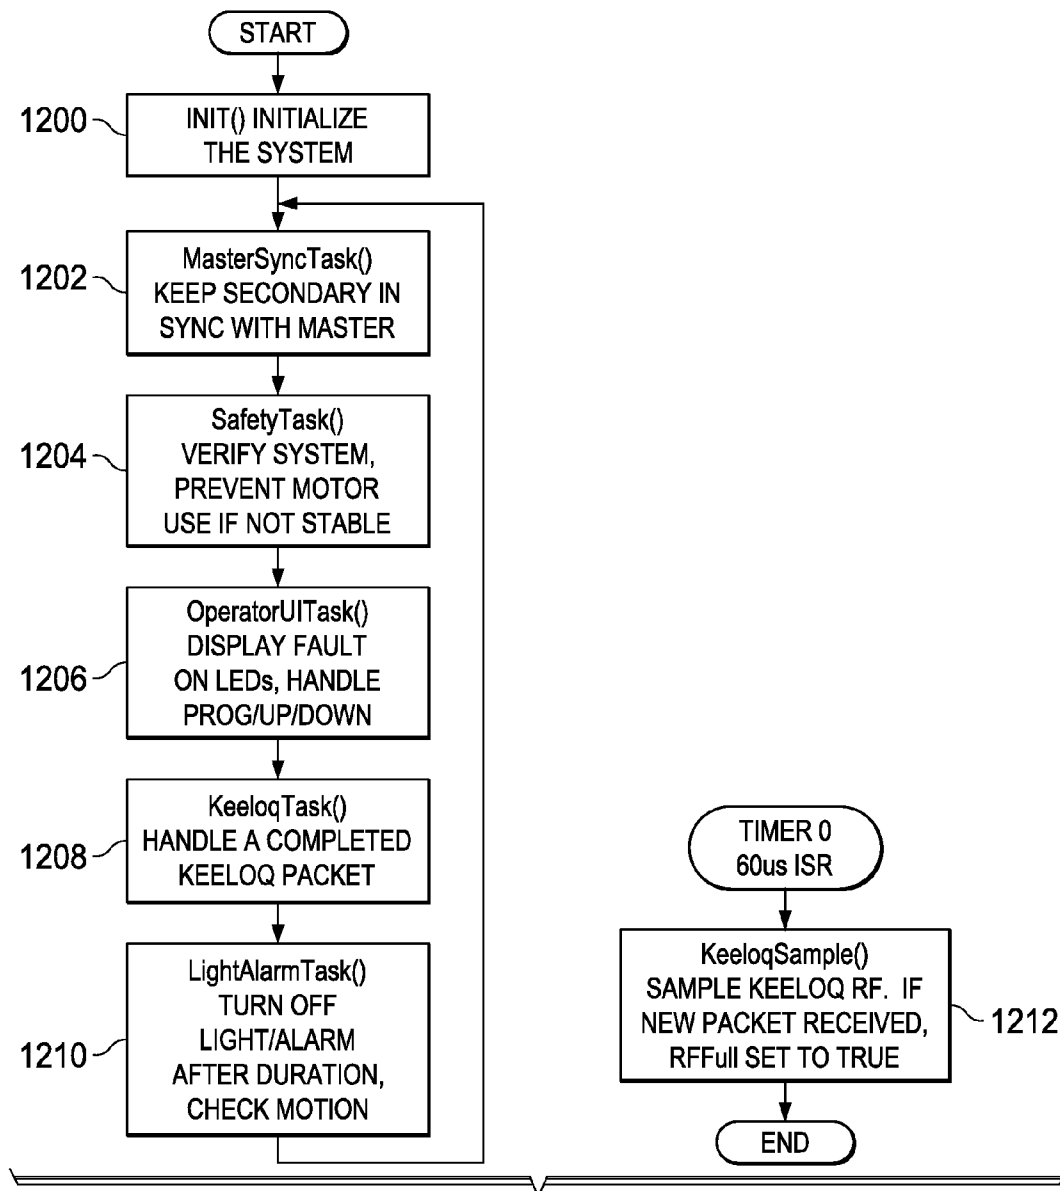 START
1200
INIT() INITIALIZE
THE SYSTEM
1202
MasterSyncTask()
KEEP SECONDARY IN
SYNC WITH MASTER
1204
SafetyTask()
VERIFY SYSTEM,
PREVENT MOTOR
USE IF NOT STABLE
1206
OperatorUITask()
DISPLAY FAULT
ON LEDs, HANDLE
PROG/UP/DOWN
1208
KeeloqTask()
HANDLE A COMPLETED
KEELOQ PACKET
1210
LightAlarmTask()
TURN OFF
LIGHT/ALARM
AFTER DURATION,
CHECK MOTION
TIMER 0
60us ISR
KeeloqSample()
SAMPLE KEELOQ RF. IF
NEW PACKET RECEIVED,
RFFull SET TO TRUE
1212
END